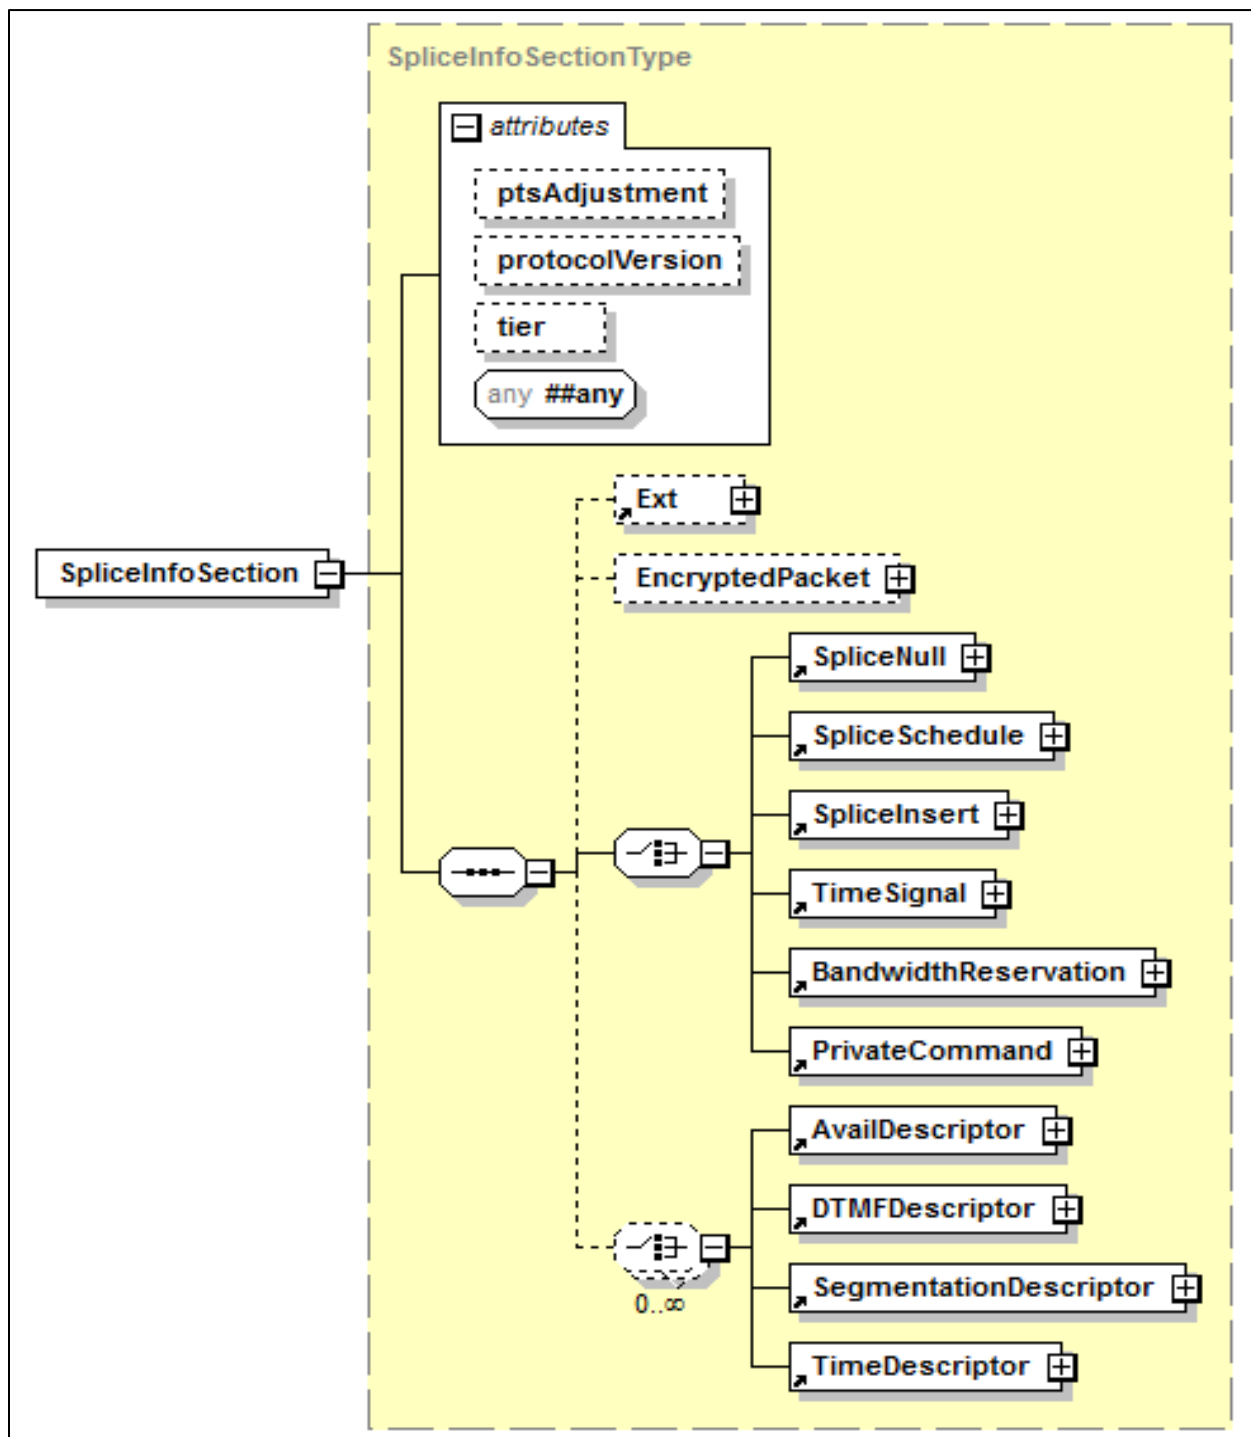 SpliceInfoSectionType
attributes
ptsAdjustment
protocolVersion
tier
any ##any
Ext
EncryptedPacket
SpliceInfoSection
SpliceNull
SpliceSchedule
SpliceInsert
TimeSignal
BandwidthReservation
PrivateCommand
AvailDescriptor
DTMFDescriptor
SegmentationDescriptor
0..∞
TimeDescriptor